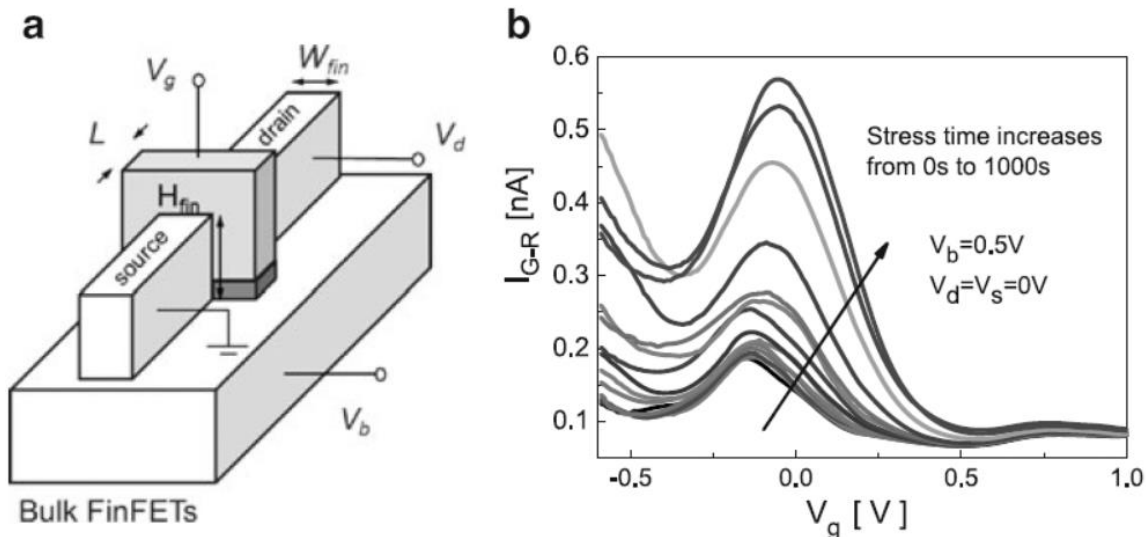 a
V_g
W_fin
L
drain
V_d
H_fin
source
V_b
Bulk FinFETs
b
0.6
0.5
0.4
0.3
0.2
0.1
I_G-R [nA]
Stress time increases
from 0s to 1000s
V_b=0.5V
V_d=V_s=0V
-0.5
0.0
0.5
1.0
V_g [ V ]